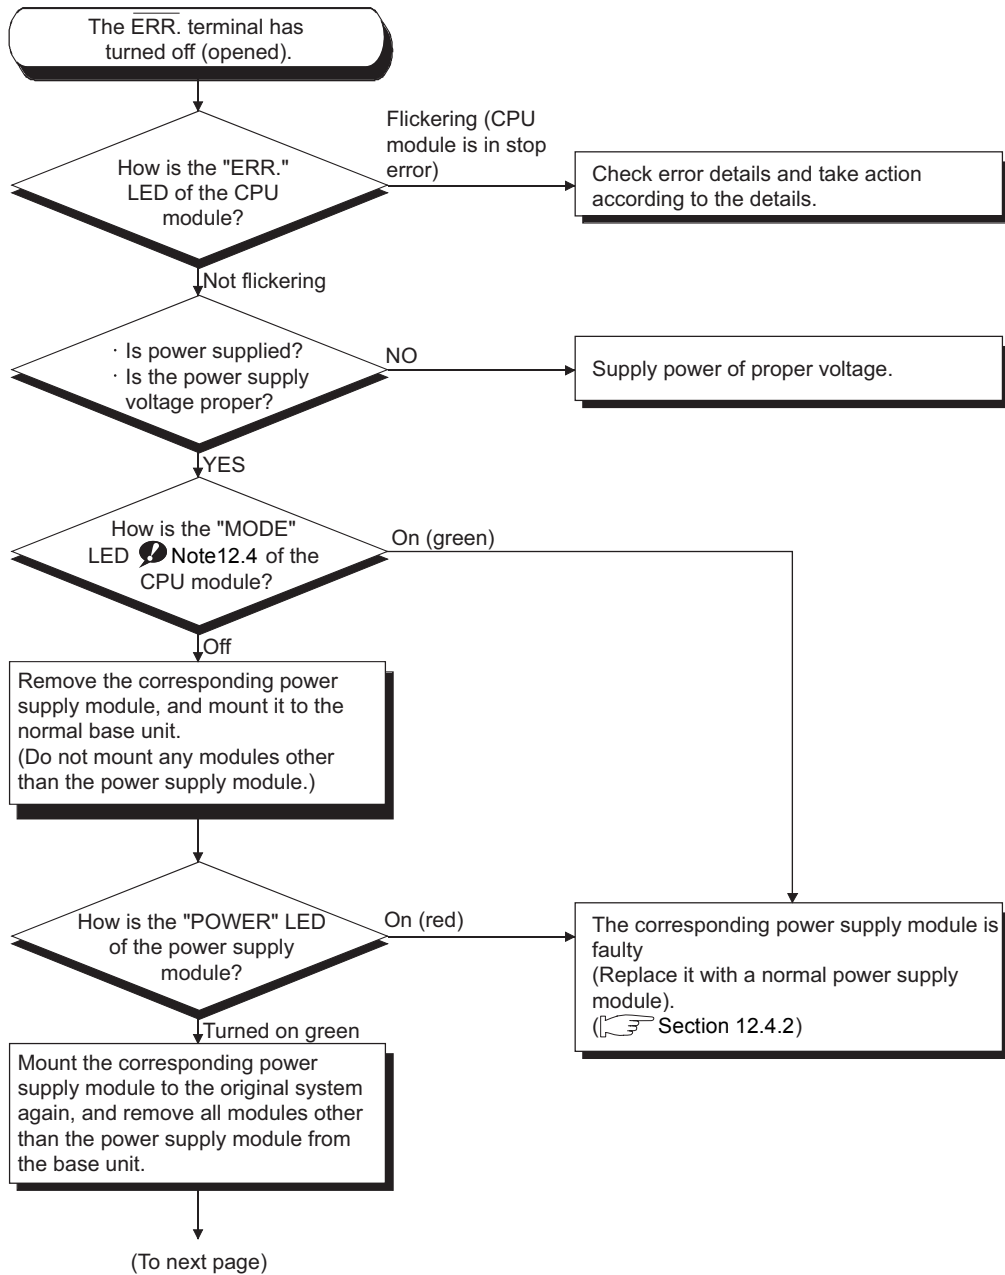 The ERR. terminal has
turned off (opened).
Flickering (CPU
module is in stop
error)
How is the "ERR."
LED of the CPU
module?
Check error details and take action
according to the details.
Not flickering
· Is power supplied?
· Is the power supply
voltage proper?
NO
Supply power of proper voltage.
YES
How is the "MODE"
LED Note12.4 of the
CPU module?
On (green)
Off
Remove the corresponding power
supply module, and mount it to the
normal base unit.
(Do not mount any modules other
than the power supply module.)
How is the "POWER" LED
of the power supply
module?
On (red)
The corresponding power supply module is
faulty
(Replace it with a normal power supply
module).
( Section 12.4.2)
Turned on green
Mount the corresponding power
supply module to the original system
again, and remove all modules other
than the power supply module from
the base unit.
(To next page)